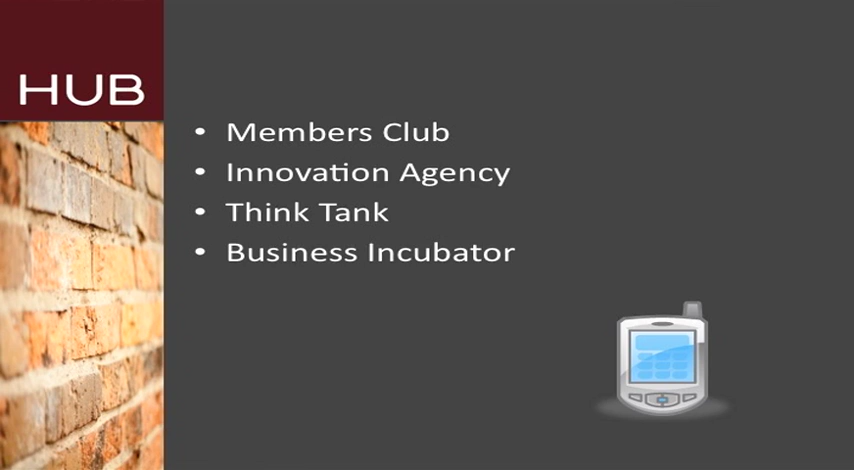 HUB
• Members Club
• Innovation Agency
• Think Tank
• Business Incubator